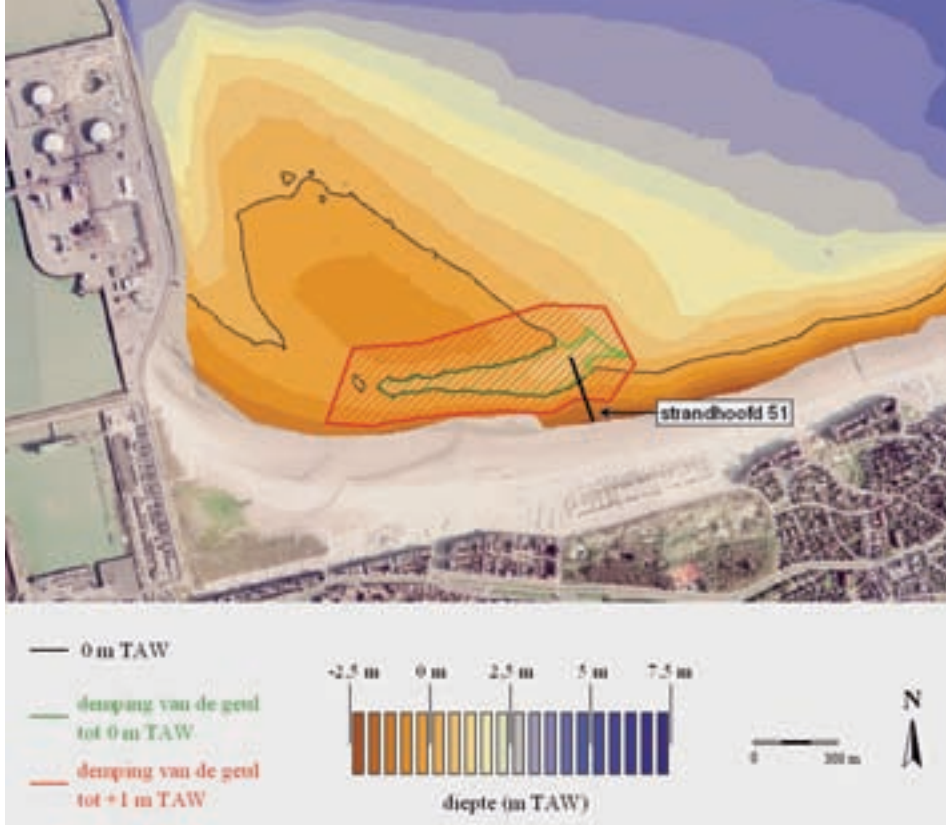 strandhoofd 51
0 m TAW
demping van de geul
tot 0 m TAW
demping van de geul
tot +1 m TAW
-2.5 m 0 m 2.5 m 5 m 7.5 m
diepte (m TAW)
N
0 300 m